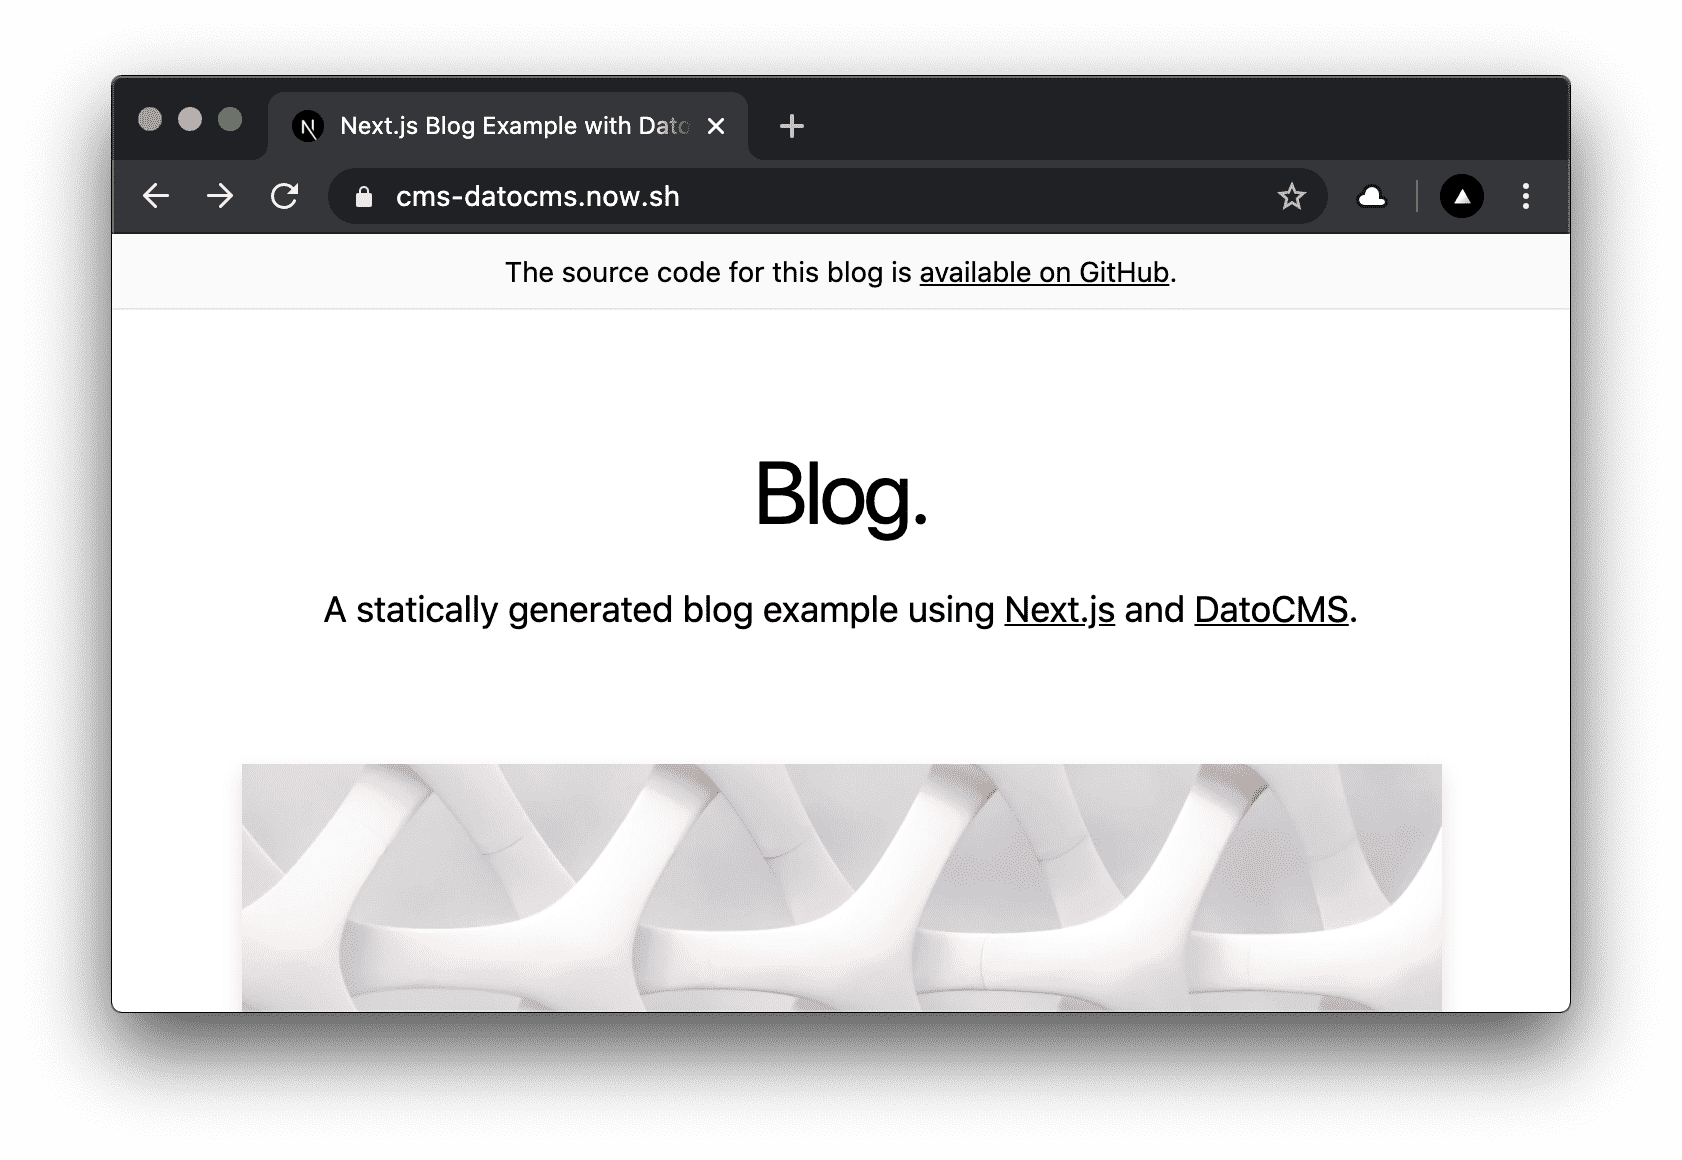 Next.js Blog Example with Dato
cms-datocms.now.sh
The source code for this blog is available on GitHub.
Blog.
A statically generated blog example using Next.js and DatoCMS.